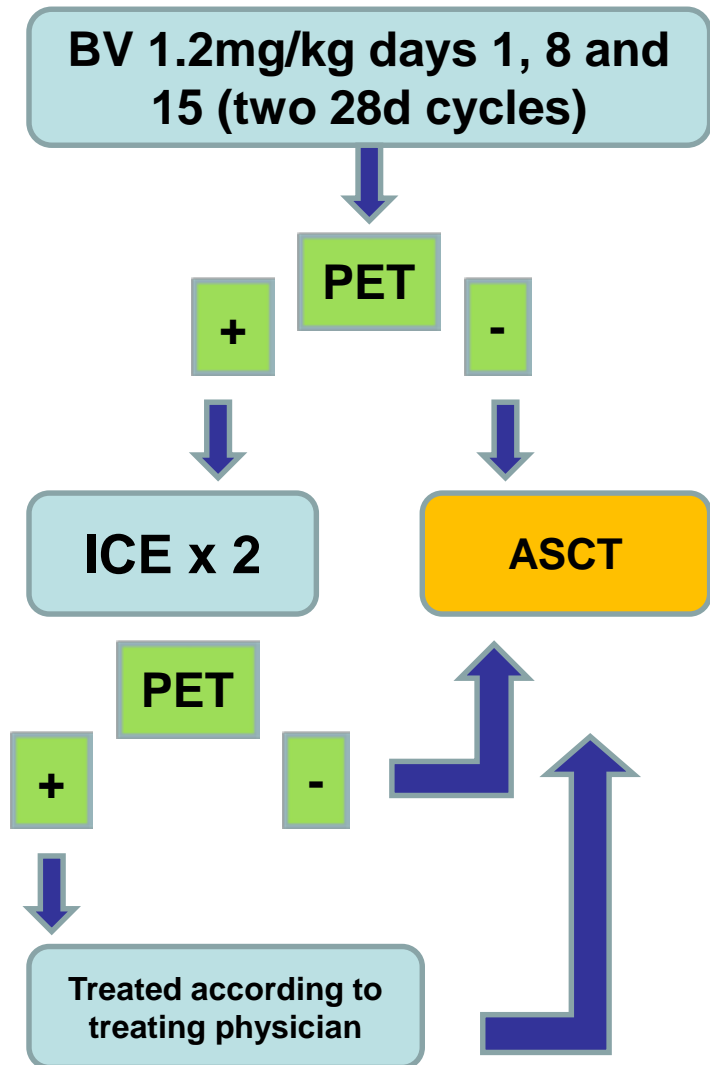 BV 1.2mg/kg days 1, 8 and
15 (two 28d cycles)
PET
+
-
ICE x 2
ASCT
PET
+
-
Treated according to
treating physician